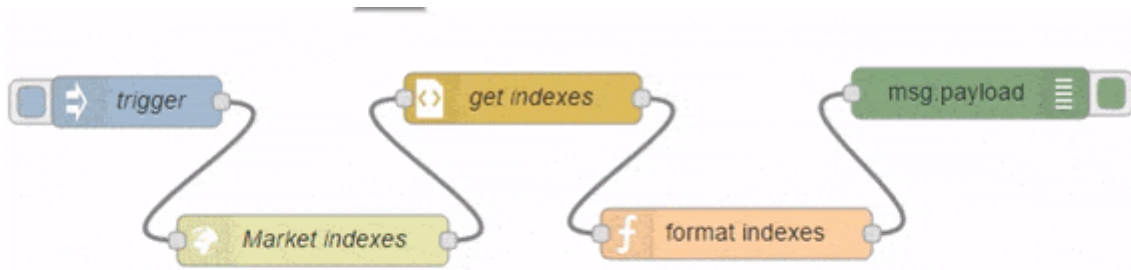 trigger
Market indexes
get indexes
format indexes
msg.payload